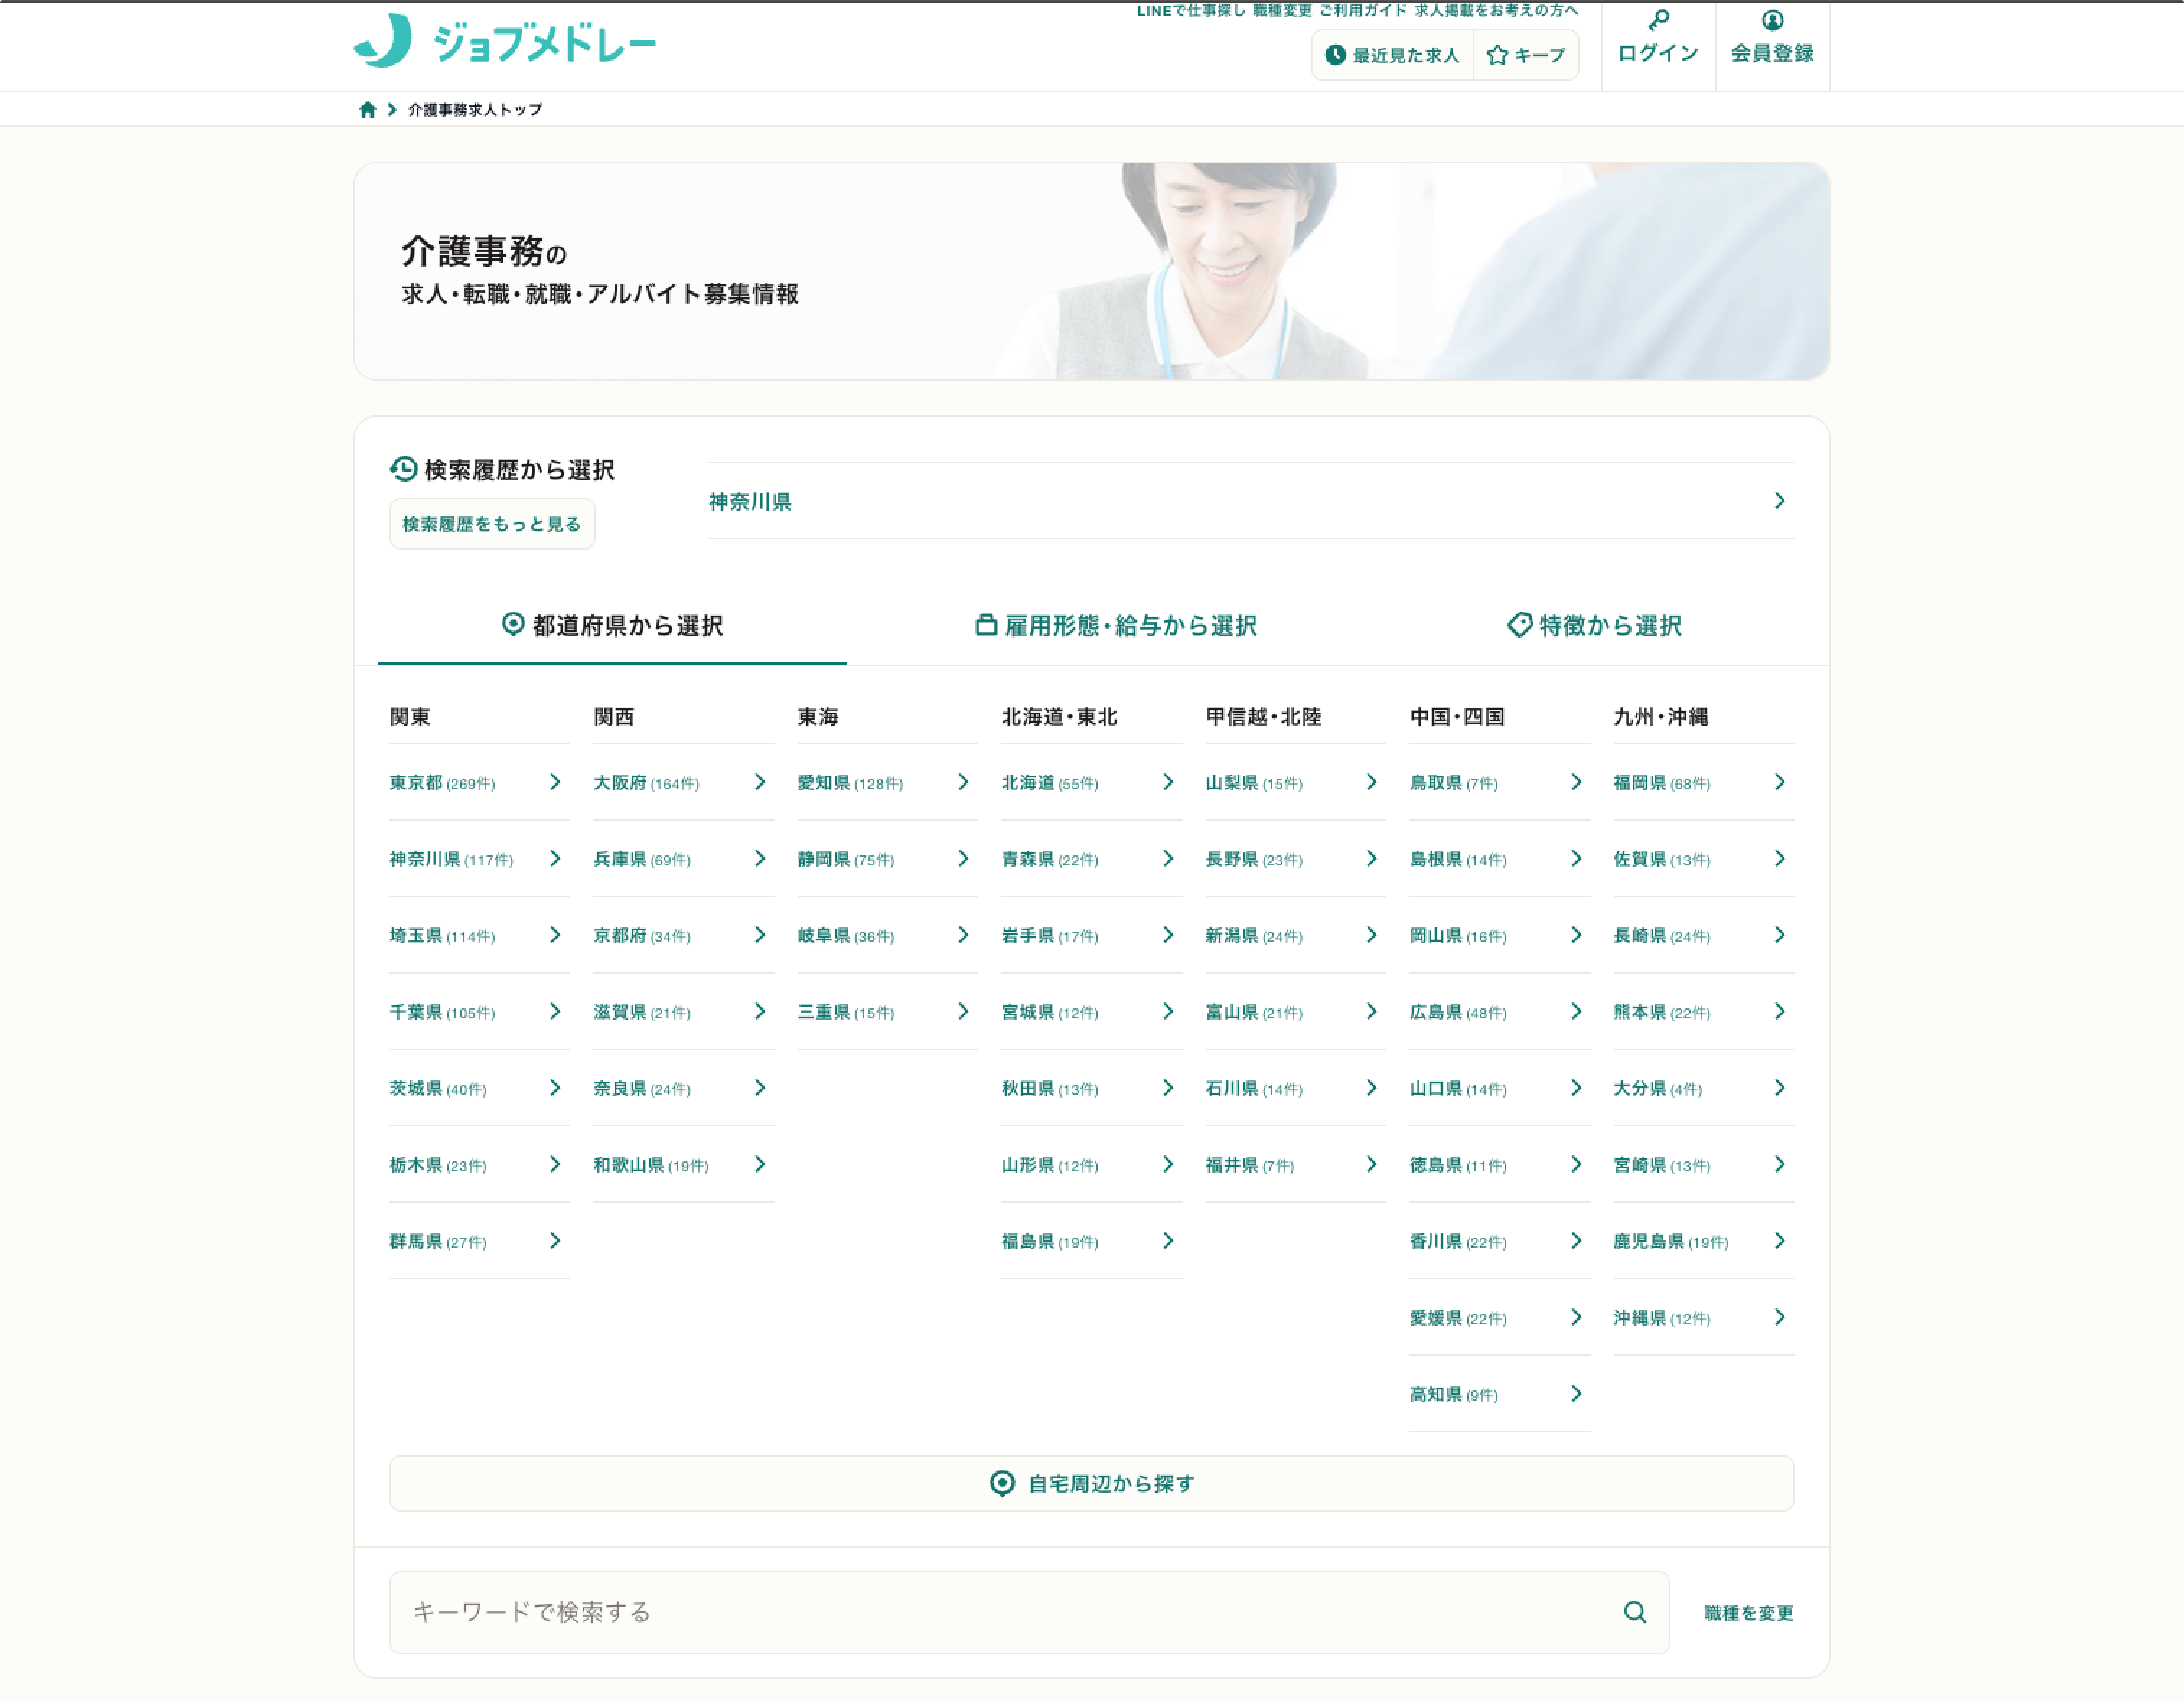 ジョブメドレー
LINEで仕事探し 職種変更 ご利用ガイド 求人掲載をお考えの方へ
最近見た求人 キープ
ログイン
会員登録
介護事務求人トップ
介護事務の
求人・転職・就職・アルバイト募集情報
検索履歴から選択
検索履歴をもっと見る
神奈川県
都道府県から選択
雇用形態・給与から選択
特徴から選択
関東
東京都(269件)
神奈川県(117件)
埼玉県(114件)
千葉県(105件)
茨城県(40件)
栃木県(23件)
群馬県(27件)
関西
大阪府(164件)
兵庫県(69件)
京都府(34件)
滋賀県(21件)
奈良県(24件)
和歌山県(19件)
東海
愛知県(128件)
静岡県(75件)
岐阜県(36件)
三重県(15件)
北海道・東北
北海道(55件)
青森県(22件)
岩手県(17件)
宮城県(12件)
秋田県(13件)
山形県(12件)
福島県(19件)
甲信越・北陸
山梨県(15件)
長野県(23件)
新潟県(24件)
富山県(21件)
石川県(14件)
福井県(7件)
中国・四国
鳥取県(7件)
島根県(14件)
岡山県(16件)
広島県(48件)
山口県(14件)
徳島県(11件)
香川県(22件)
愛媛県(22件)
高知県(9件)
九州・沖縄
福岡県(68件)
佐賀県(13件)
長崎県(24件)
熊本県(22件)
大分県(4件)
宮崎県(13件)
鹿児島県(19件)
沖縄県(12件)
自宅周辺から探す
キーワードで検索する
職種を変更